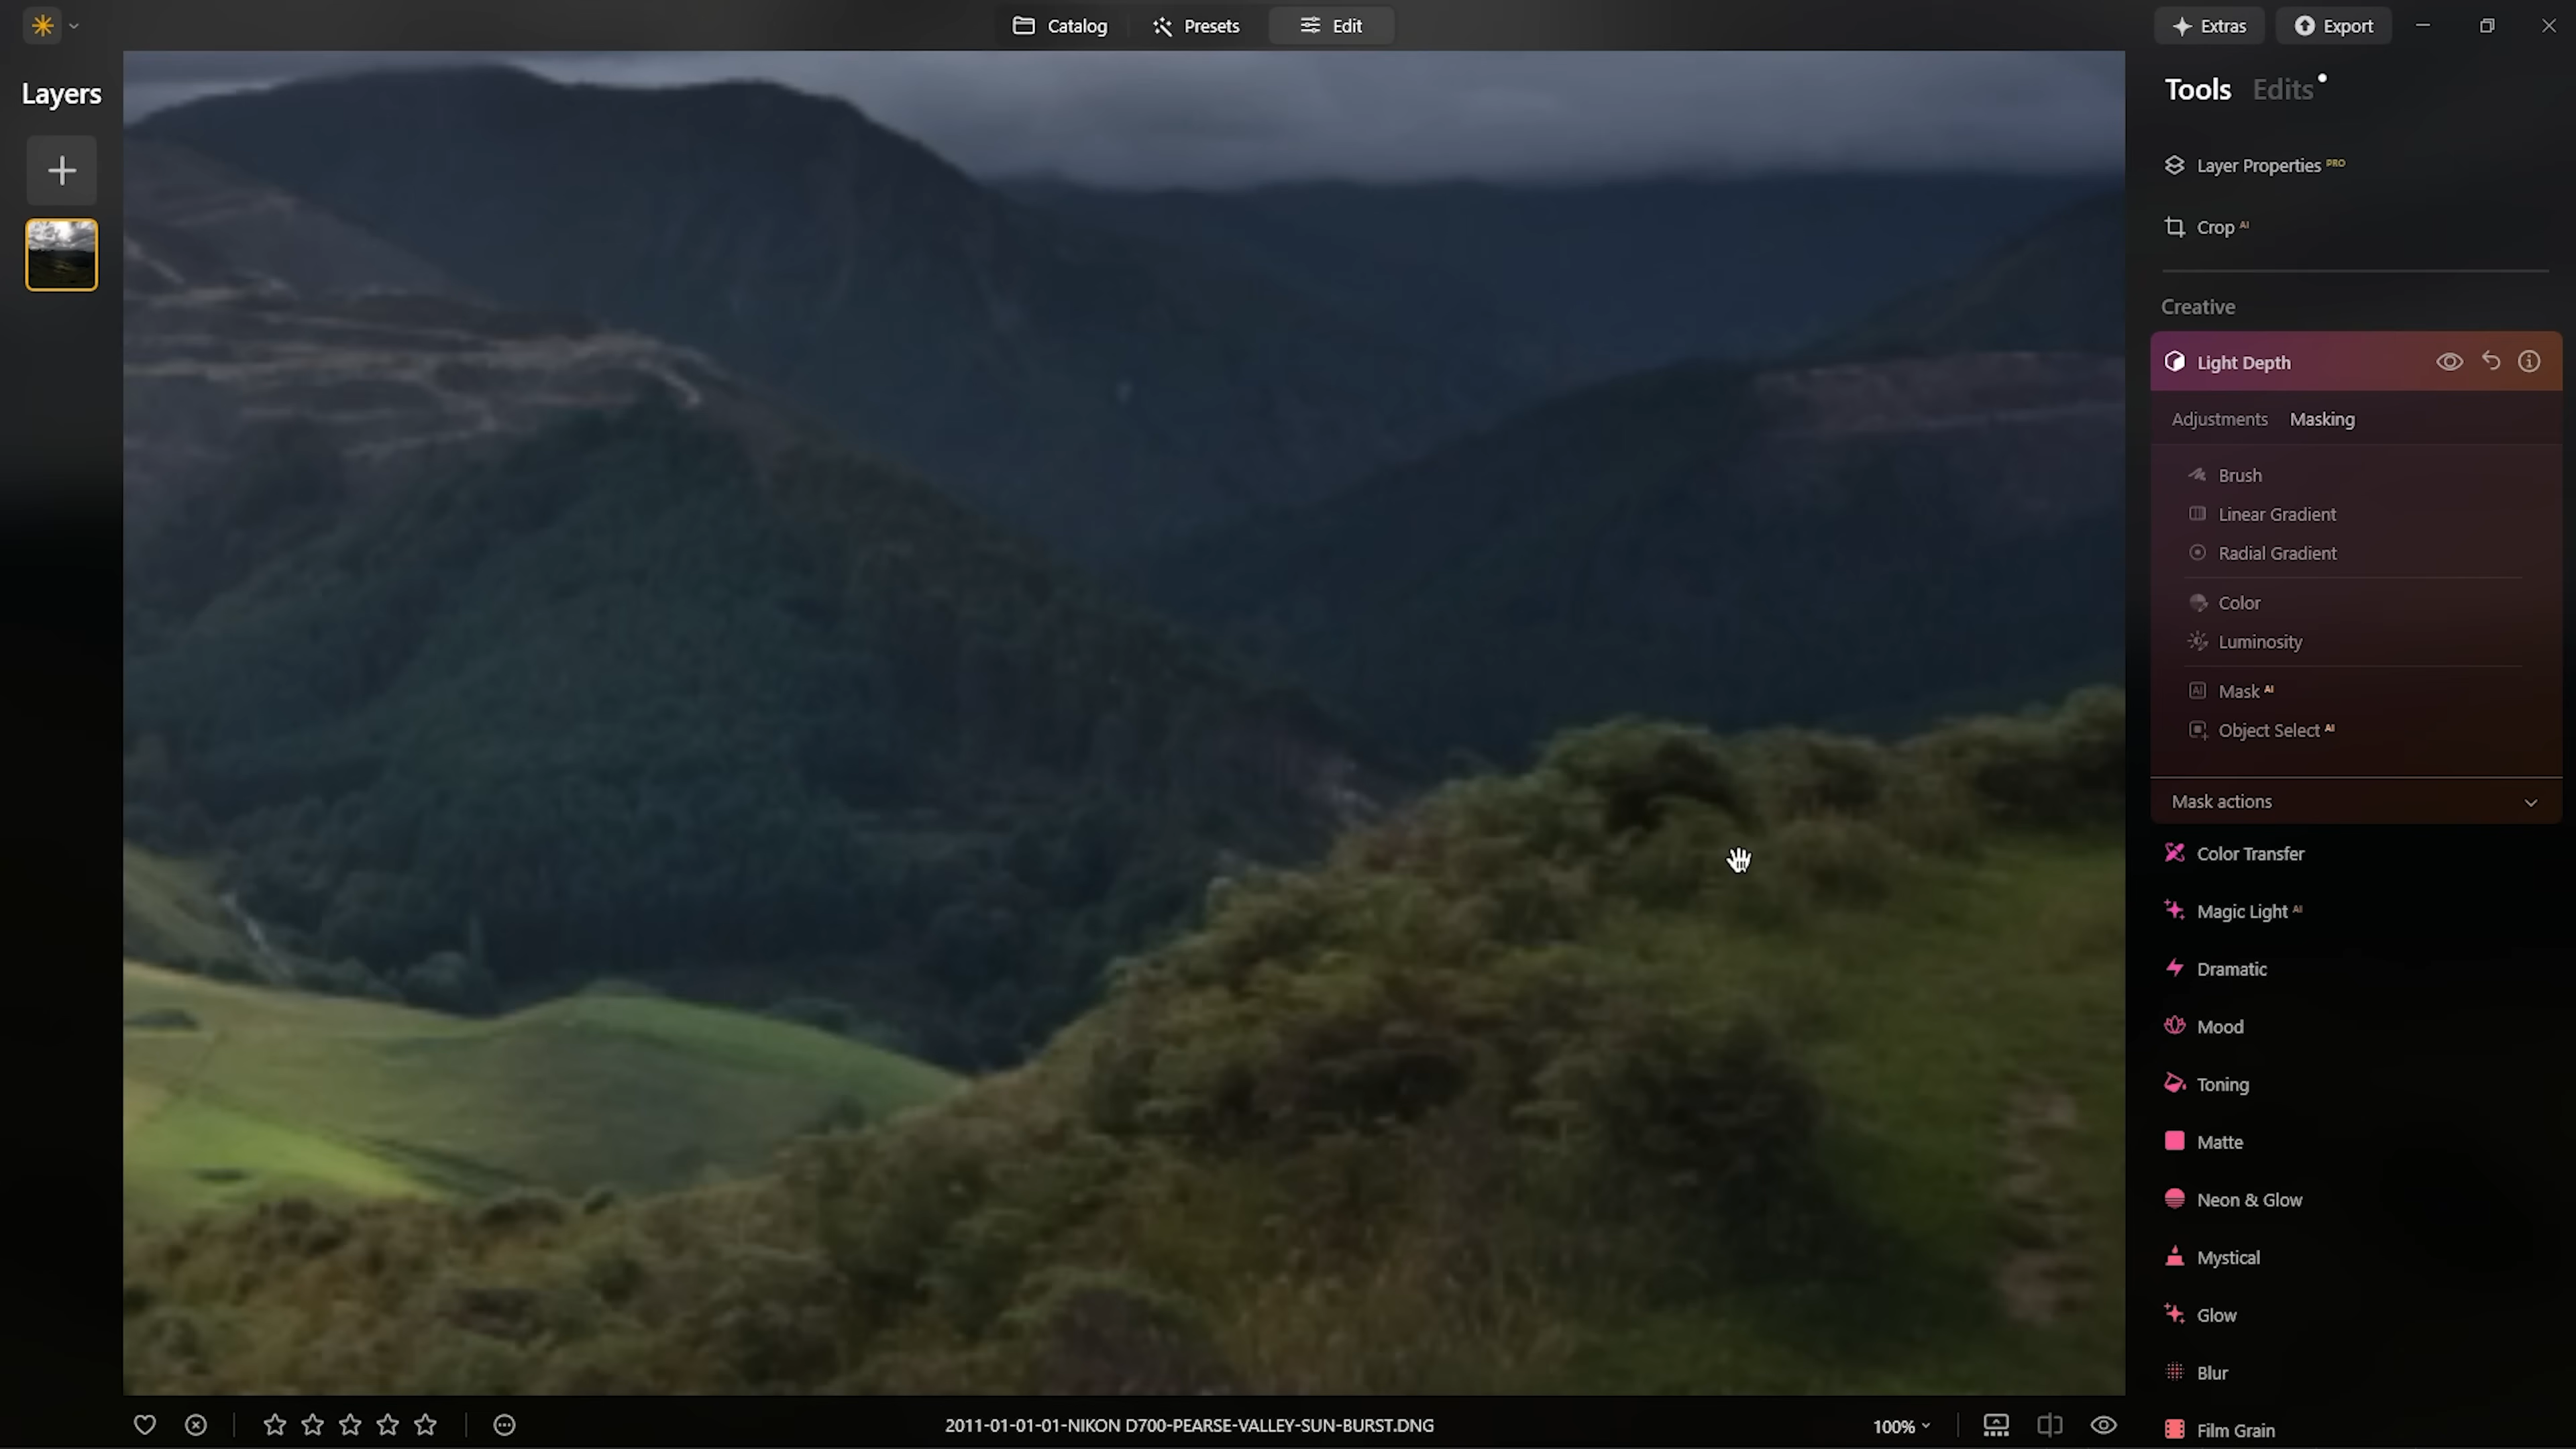 Catalog
Presets
Edit
Extras
Export
Layers
Tools Edits
Layer Properties PRO
Crop AI
Creative
Light Depth
Adjustments Masking
Brush
Linear Gradient
Radial Gradient
Color
Luminosity
Mask AI
Object Select AI
Mask actions
Color Transfer
Magic Light AI
Dramatic
Mood
Toning
Matte
Neon & Glow
Mystical
Glow
Blur
Film Grain
2011-01-01-01-NIKON D700-PEARSE-VALLEY-SUN-BURST.DNG
100%